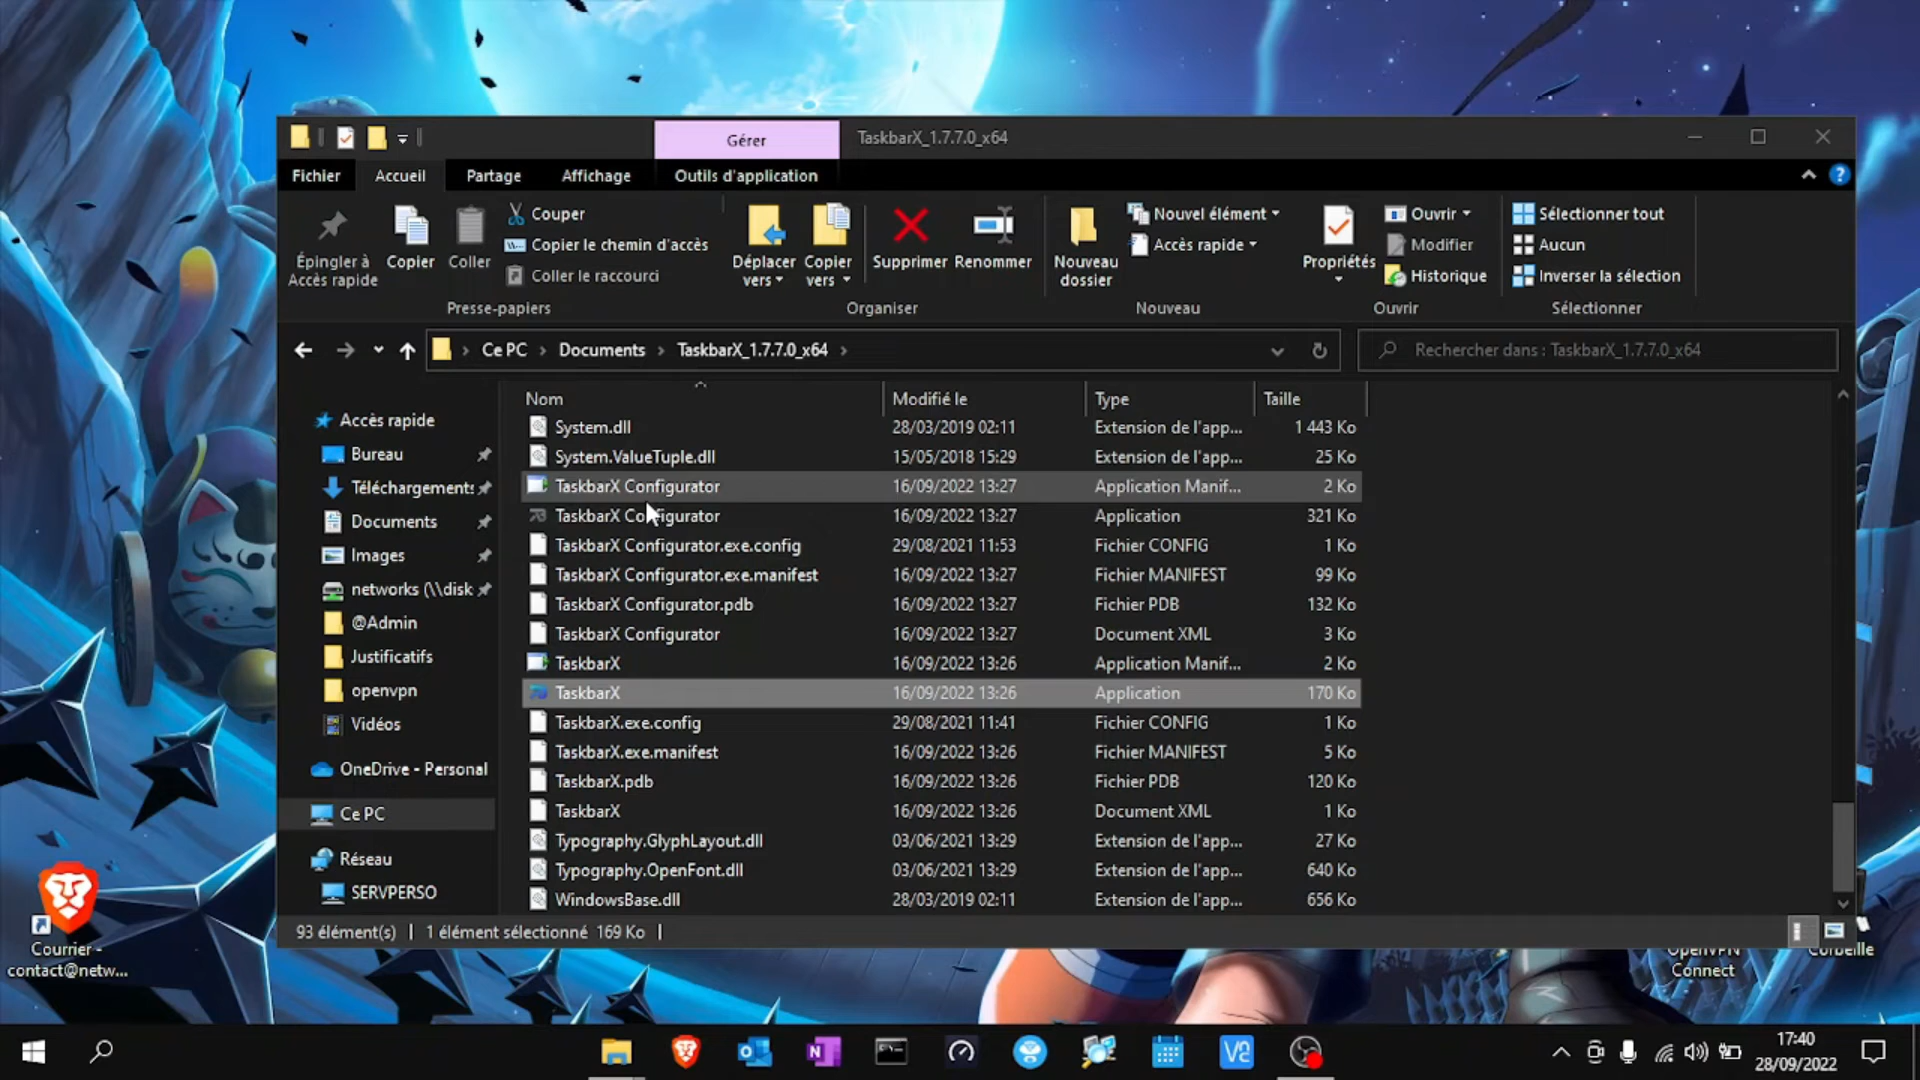 Gérer
TaskbarX_1.7.7.0_x64
Fichier
Accueil
Partage
Affichage
Outils d'application
Épingler à
Accès rapide
Copier
Coller
Couper
Copier le chemin d'accès
Coller le raccourci
Déplacer
vers
Copier
vers
Supprimer
Renommer
Nouveau
dossier
Nouvel élément
Accès rapide
Propriétés
Ouvrir
Modifier
Historique
Sélectionner tout
Aucun
Inverser la sélection
Presse-papiers
Organiser
Nouveau
Ouvrir
Sélectionner
Ce PC
Documents
TaskbarX_1.7.7.0_x64
Rechercher dans : TaskbarX_1.7.7.0_x64
Accès rapide
Bureau
Téléchargements
Documents
Images
networks (\\disk
@Admin
Justificatifs
openvpn
Vidéos
OneDrive - Personal
Ce PC
Réseau
SERVPERSO
Nom Modifié le Type Taille
System.dll 28/03/2019 02:11 Extension de l'app... 1 443 Ko
System.ValueTuple.dll 15/05/2018 15:29 Extension de l'app... 25 Ko
TaskbarX Configurator 16/09/2022 13:27 Application Manif... 2 Ko
TaskbarX Configurator 16/09/2022 13:27 Application 321 Ko
TaskbarX Configurator.exe.config 29/08/2021 11:53 Fichier CONFIG 1 Ko
TaskbarX Configurator.exe.manifest 16/09/2022 13:27 Fichier MANIFEST 99 Ko
TaskbarX Configurator.pdb 16/09/2022 13:27 Fichier PDB 132 Ko
TaskbarX Configurator 16/09/2022 13:27 Document XML 3 Ko
TaskbarX 16/09/2022 13:26 Application Manif... 2 Ko
TaskbarX 16/09/2022 13:26 Application 170 Ko
TaskbarX.exe.config 29/08/2021 11:41 Fichier CONFIG 1 Ko
TaskbarX.exe.manifest 16/09/2022 13:26 Fichier MANIFEST 5 Ko
TaskbarX.pdb 16/09/2022 13:26 Fichier PDB 120 Ko
TaskbarX 16/09/2022 13:26 Document XML 1 Ko
Typography.GlyphLayout.dll 03/06/2021 13:29 Extension de l'app... 27 Ko
Typography.OpenFont.dll 03/06/2021 13:29 Extension de l'app... 640 Ko
WindowsBase.dll 28/03/2019 02:11 Extension de l'app... 656 Ko
93 élément(s) 1 élément sélectionné 169 Ko
Courrier -
contact@netw...
OpenVPN
Connect
Corbeille
17:40
28/09/2022